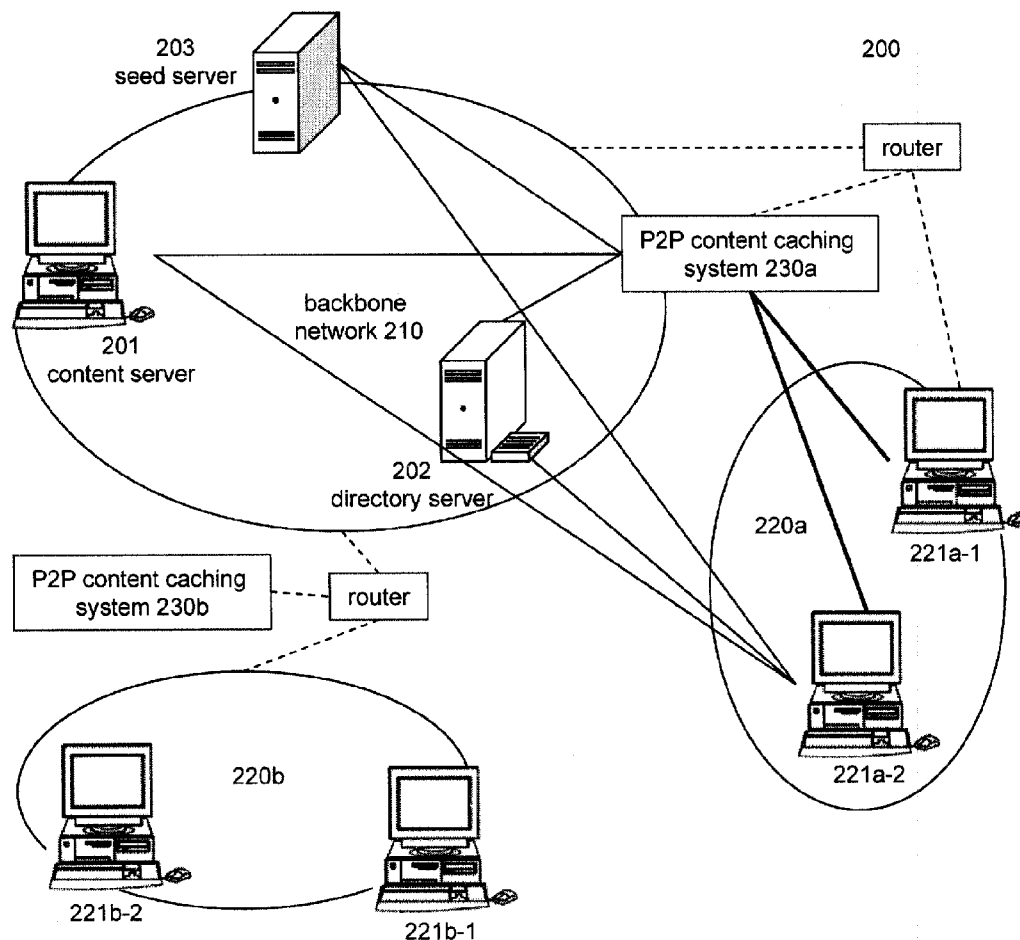 203
seed server
200
router
P2P content caching
system 230a
backbone
network 210
201
content server
202
directory server
220a
221a-1
P2P content caching
system 230b
router
221a-2
220b
221b-2
221b-1